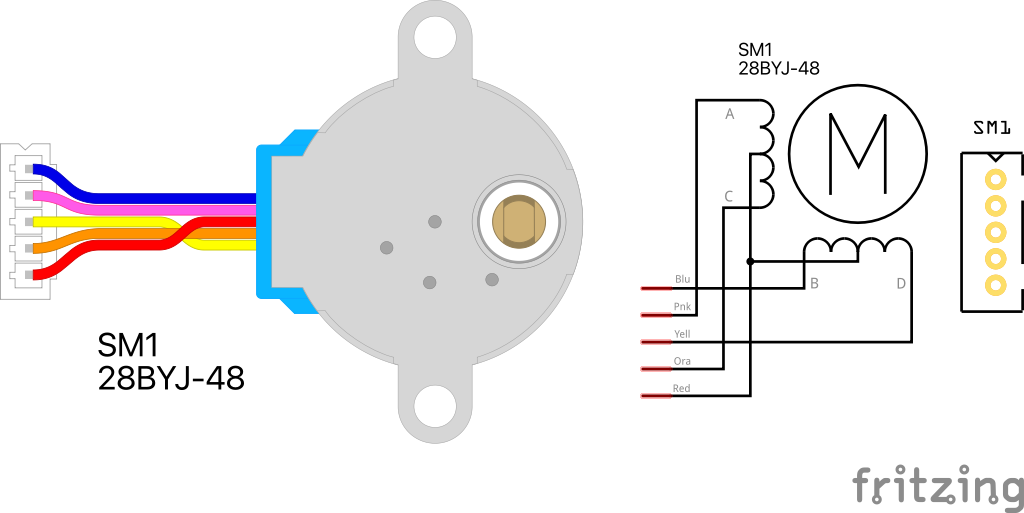 SM1
28BYJ-48
SM1
28BYJ-48
A
C
B
D
Blu
Pnk
Yell
Ora
Red
M
SM1
fritzing